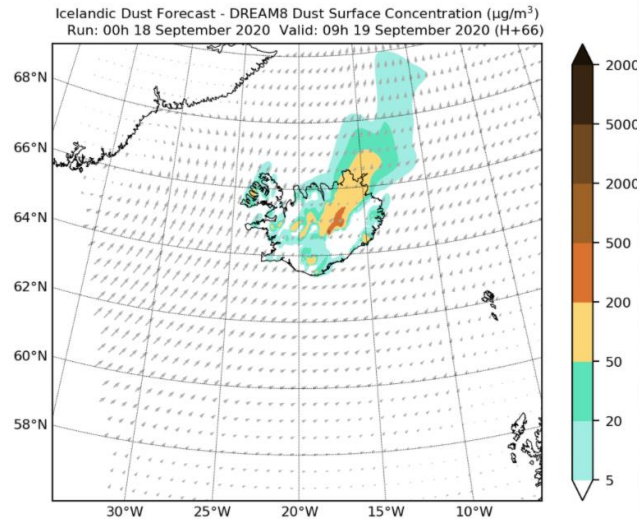 Icelandic Dust Forecast - DREAM8 Dust Surface Concentration (µg/m³)
Run: 00h 18 September 2020 Valid: 09h 19 September 2020 (H+66)
68°N
66°N
64°N
62°N
60°N
58°N
30°W
25°W
20°W
15°W
10°W
2000
5000
2000
500
200
50
20
5